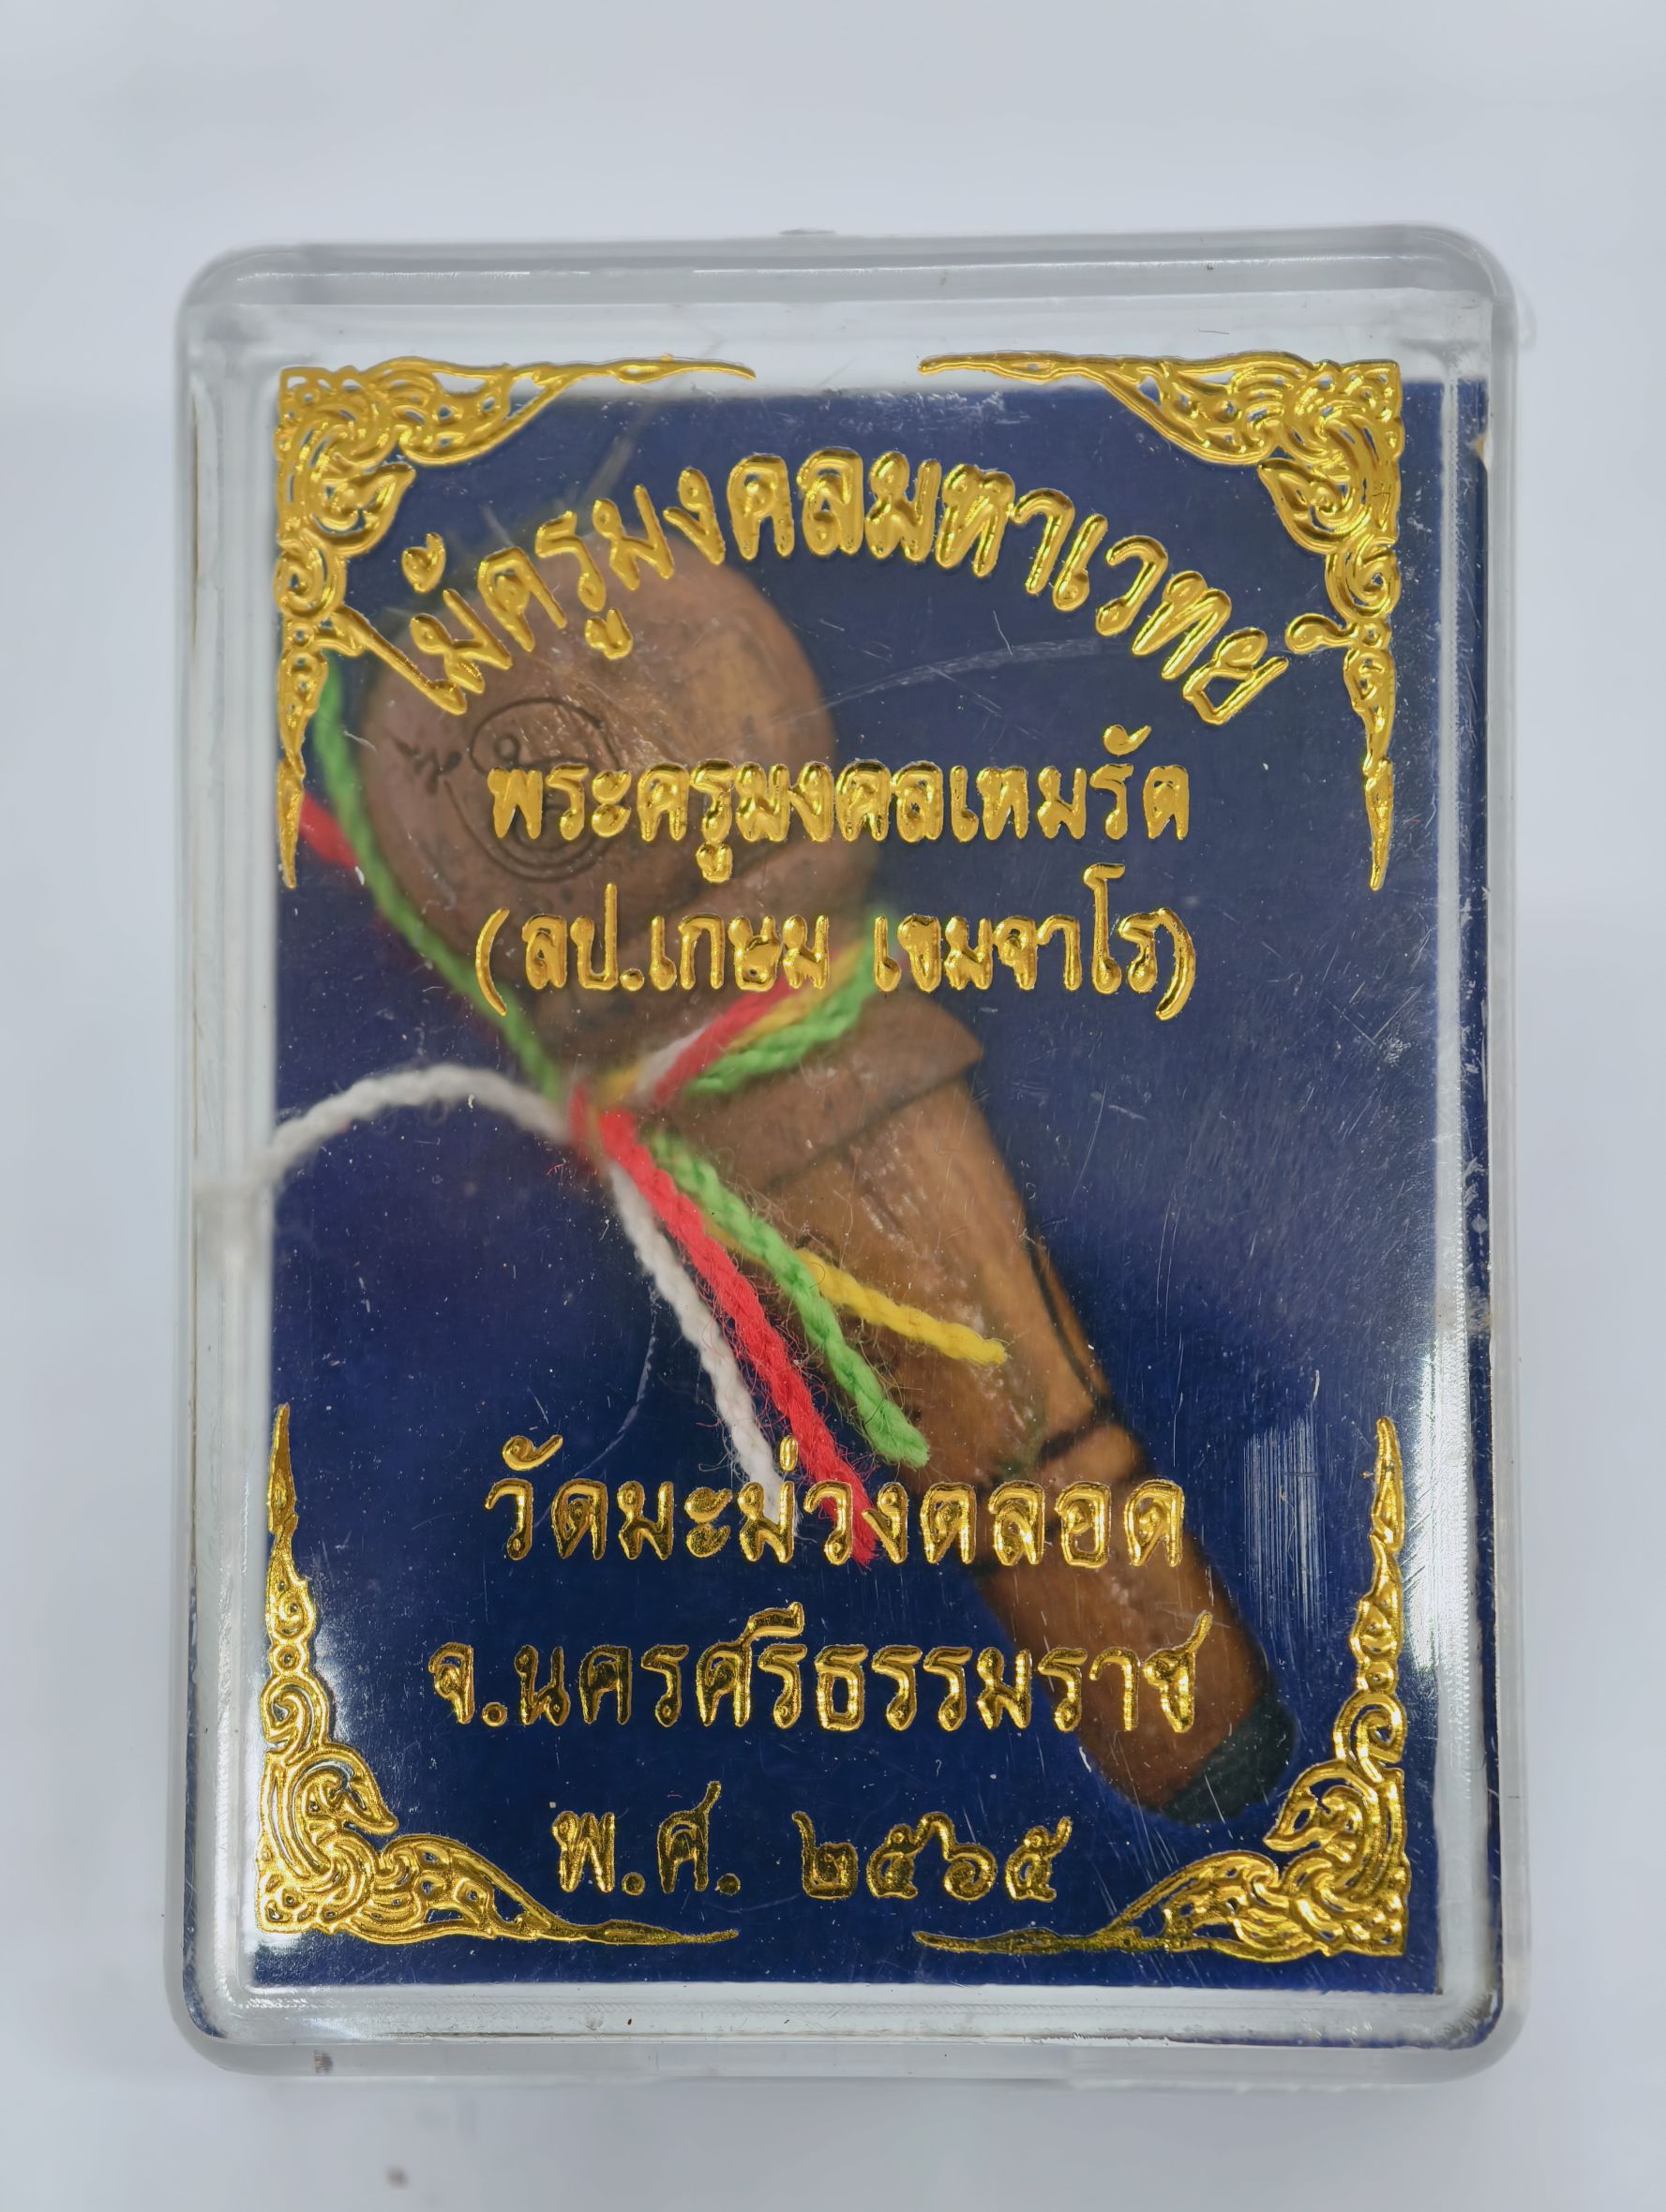 ไม้ครูมงคลมหาเวทย์
พระครูมงคลเหมรัต
(ลป.เกษม เขมจาโร)
วัดมะม่วงตลอด
จ.นครศรีธรรมราช
พ.ศ. ๒๕๖๕